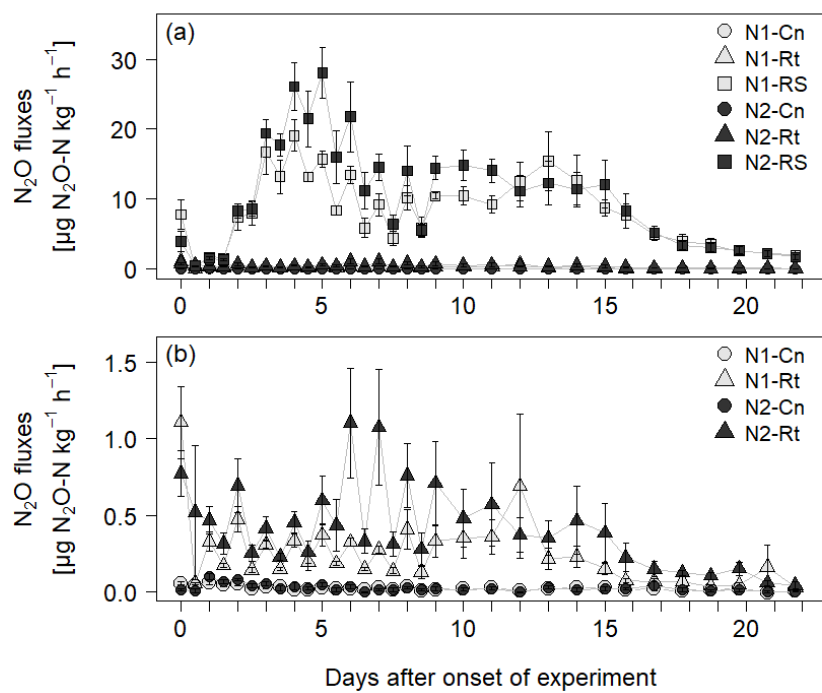 (a)
N₂O fluxes
[µg N₂O-N kg⁻¹ h⁻¹]
30
20
10
0
N1-Cn
N1-Rt
N1-RS
N2-Cn
N2-Rt
N2-RS
0 5 10 15 20
(b)
N₂O fluxes
[µg N₂O-N kg⁻¹ h⁻¹]
1.5
1.0
0.5
0.0
N1-Cn
N1-Rt
N2-Cn
N2-Rt
0 5 10 15 20
Days after onset of experiment